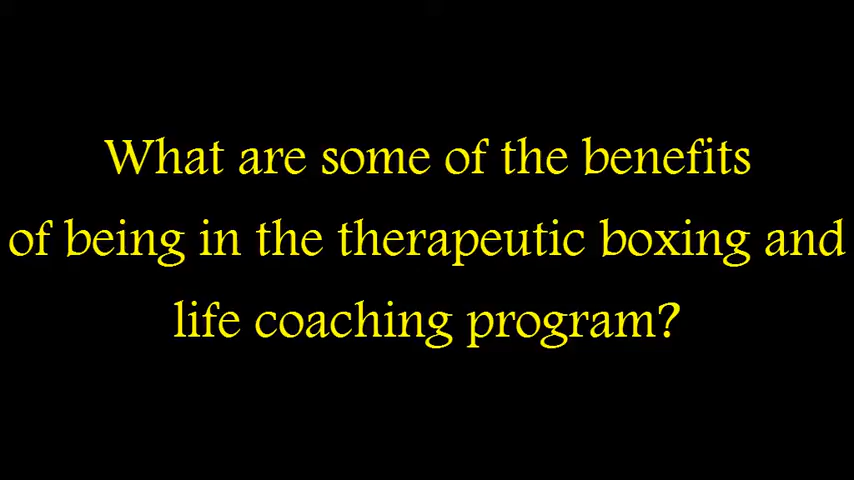 What are some of the benefits
of being in the therapeutic boxing and
life coaching program?